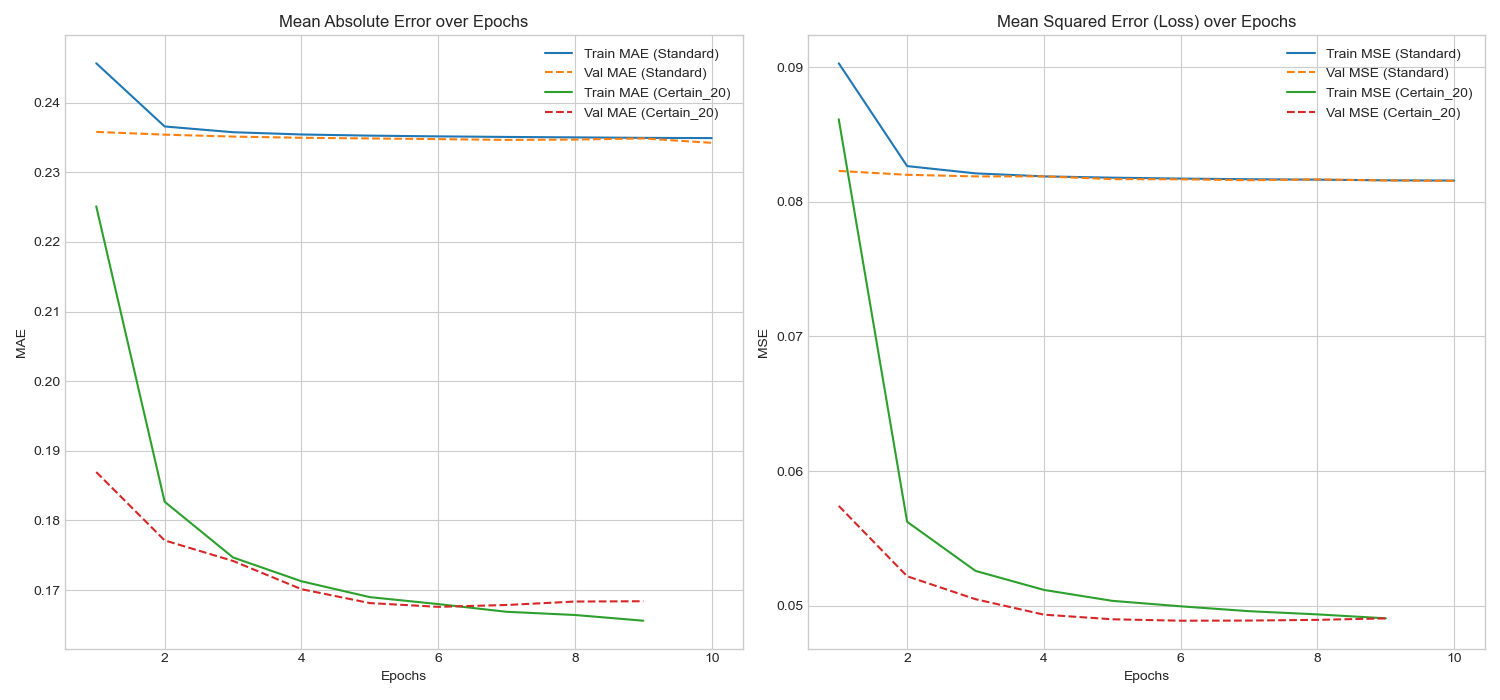 Mean Absolute Error over Epochs
Train MAE (Standard)
Val MAE (Standard)
Train MAE (Certain_20)
Val MAE (Certain_20)
0.24
0.23
0.22
0.21
0.20
0.19
0.18
0.17
MAE
2 4 6 8 10
Epochs
Mean Squared Error (Loss) over Epochs
Train MSE (Standard)
Val MSE (Standard)
Train MSE (Certain_20)
Val MSE (Certain_20)
0.09
0.08
0.07
0.06
0.05
MSE
2 4 6 8 10
Epochs